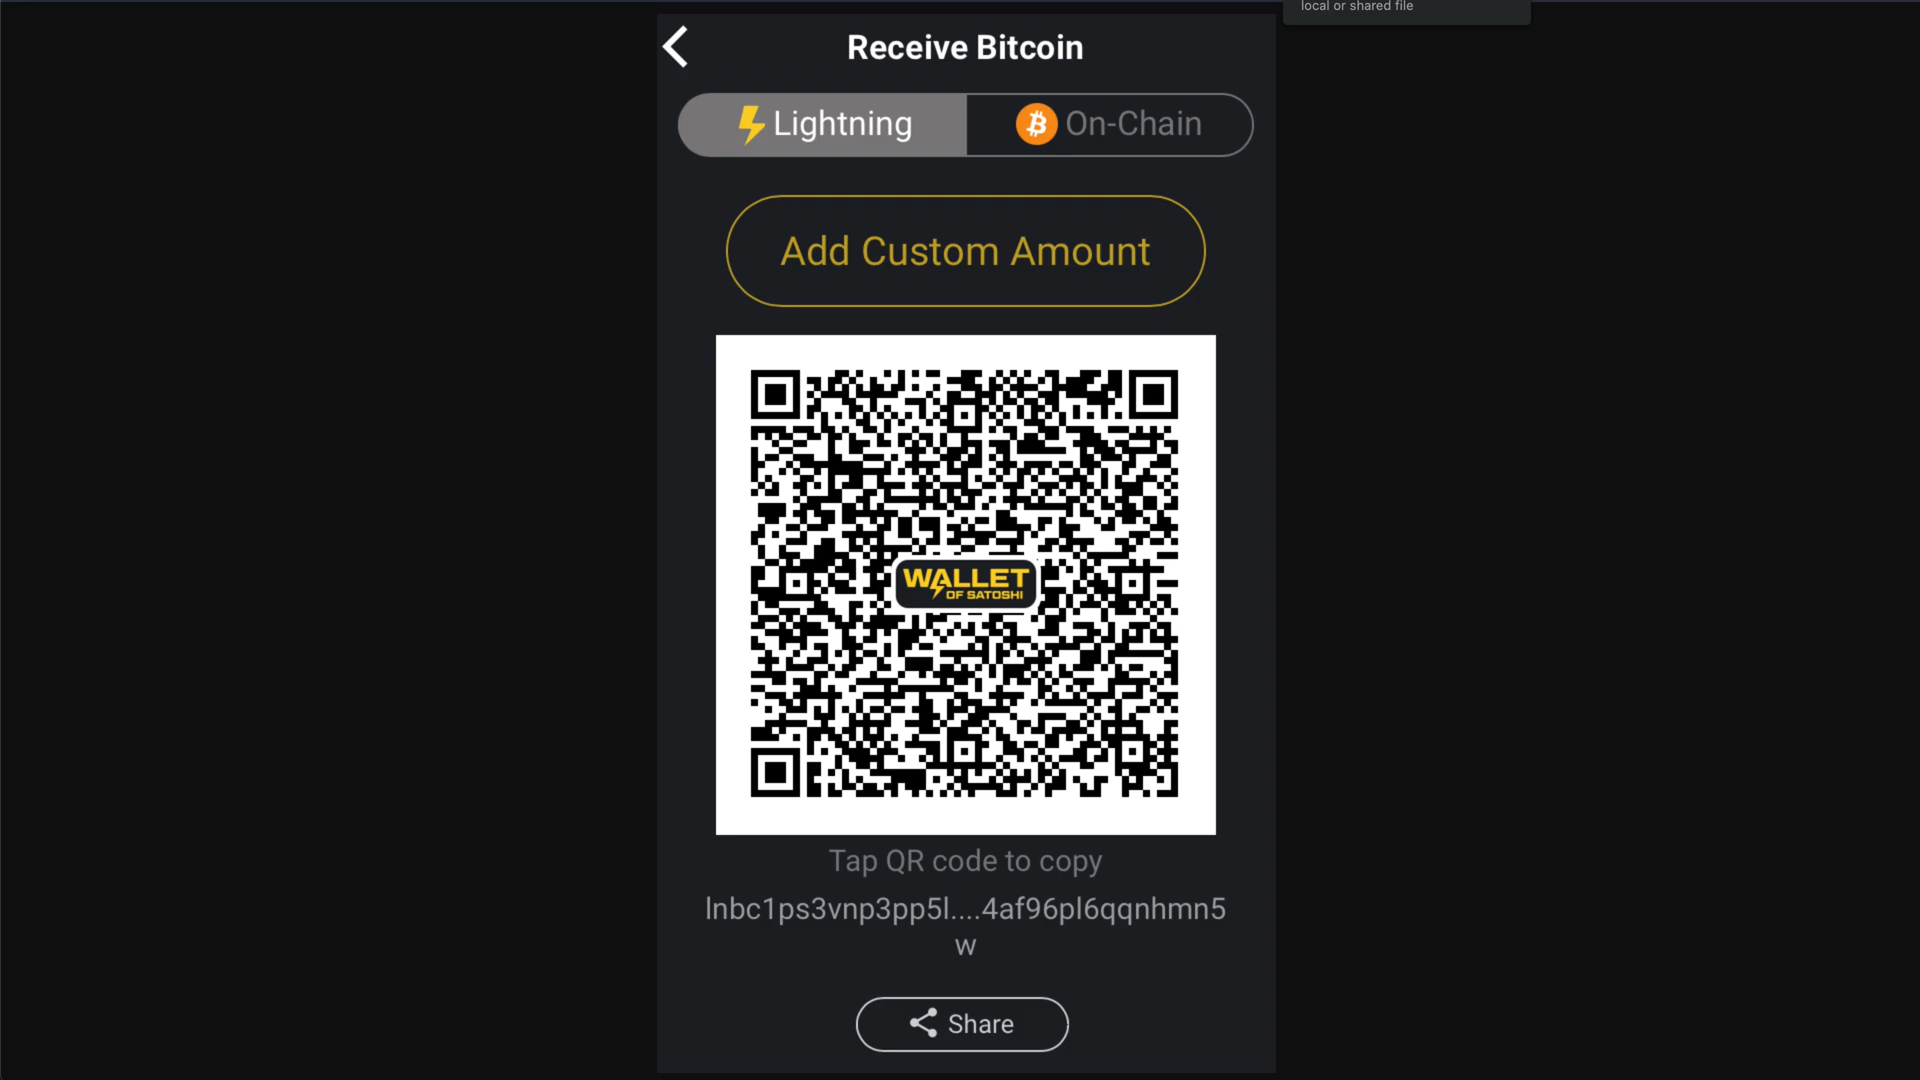 local or shared file
Receive Bitcoin
Lightning
On-Chain
Add Custom Amount
WALLET
OF SATOSHI
Tap QR code to copy
lnbc1ps3vnp3pp5l....4af96pl6qqnhmn5
w
Share